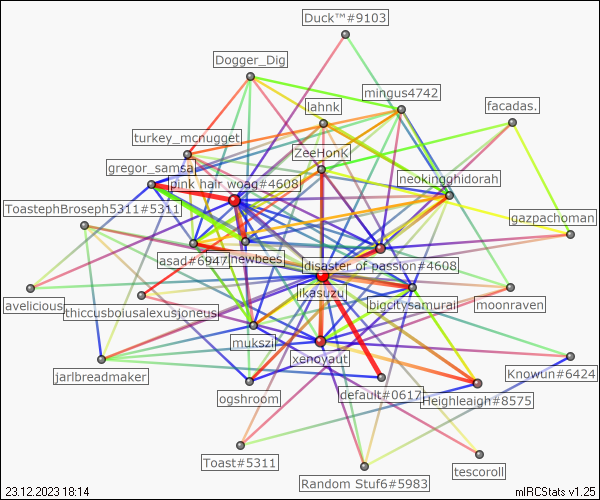 Duck™#9103
Dogger_Dig
mingus4742
lahnk
facadas.
turkey_mcnugget
ZeeHonk
gregor_samsa
neokingghidorah
pink hair woag#4608
ToastephBroseph5311#5311
gazpachoman
asad#6947
newbees
disaster of passion#4608
jikasuzu
bigcitysamurai
moonraven
avelicious
thiccusboiusalexusjoneus
mukszi
xenoyaut
Knowun#6424
jarlbreadmaker
ogshroom
default#0617
Heighleaigh#8575
Toast#5311
tescoroll
Random Stuf6#5983
23.12.2023 18:14
mIRCStats v1.25